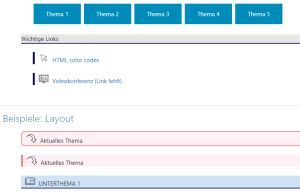 Thema 1 Thema 2 Thema 3 Thema 4 Thema 5
Wichtige Links
HTML color codes
Videokonferenz (Link fehlt)
Beispiele: Layout
Aktuelles Thema
Aktuelles Thema
UNTERTHEMA 1